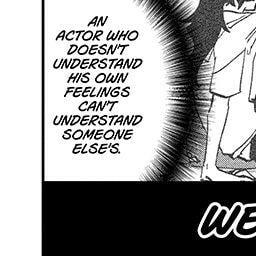 AN
ACTOR WHO
DOESN'T
UNDERSTAND
HIS OWN
FEELINGS
CAN'T
UNDERSTAND
SOMEONE
ELSE'S.
WE